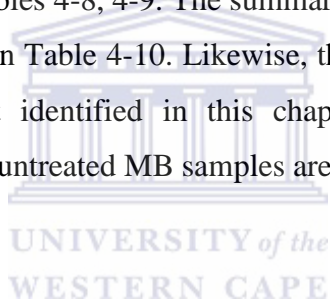 bles 4-8, 4-9. The summar
n Table 4-10. Likewise, th
identified in this chap
untreated MB samples are
UNIVERSITY of the
WESTERN CAPE